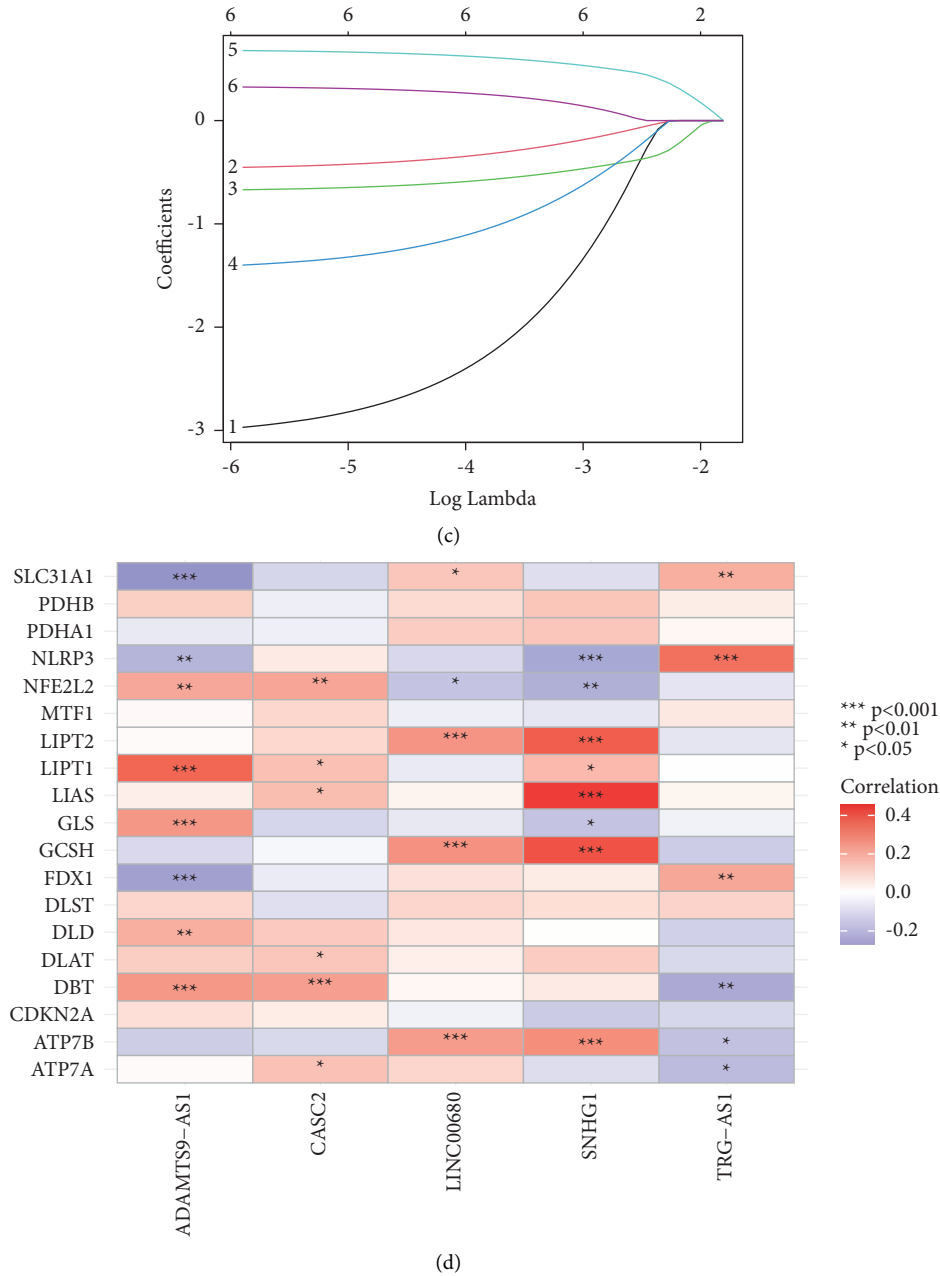 6 6 6 6 2
5
6
0
2
3
-1
4
-2
-3
1
Coefficients
-6 -5 -4 -3 -2
Log Lambda
(c)
SLC31A1 *** * **
PDHB
PDHA1
NLRP3 ** *** ***
NFE2L2 ** ** * **
MTF1
LIPT2 *** ***
LIPT1 *** * *
LIAS * ***
GLS *** *
GCSH *** ***
FDX1 *** **
DLST
DLD **
DLAT *
DBT *** *** **
CDKN2A
ATP7B *** *** *
ATP7A * *
ADAMTS9−AS1
CASC2
LINC00680
SNHG1
TRG−AS1
*** p<0.001
** p<0.01
* p<0.05
Correlation
0.4
0.2
0.0
-0.2
(d)